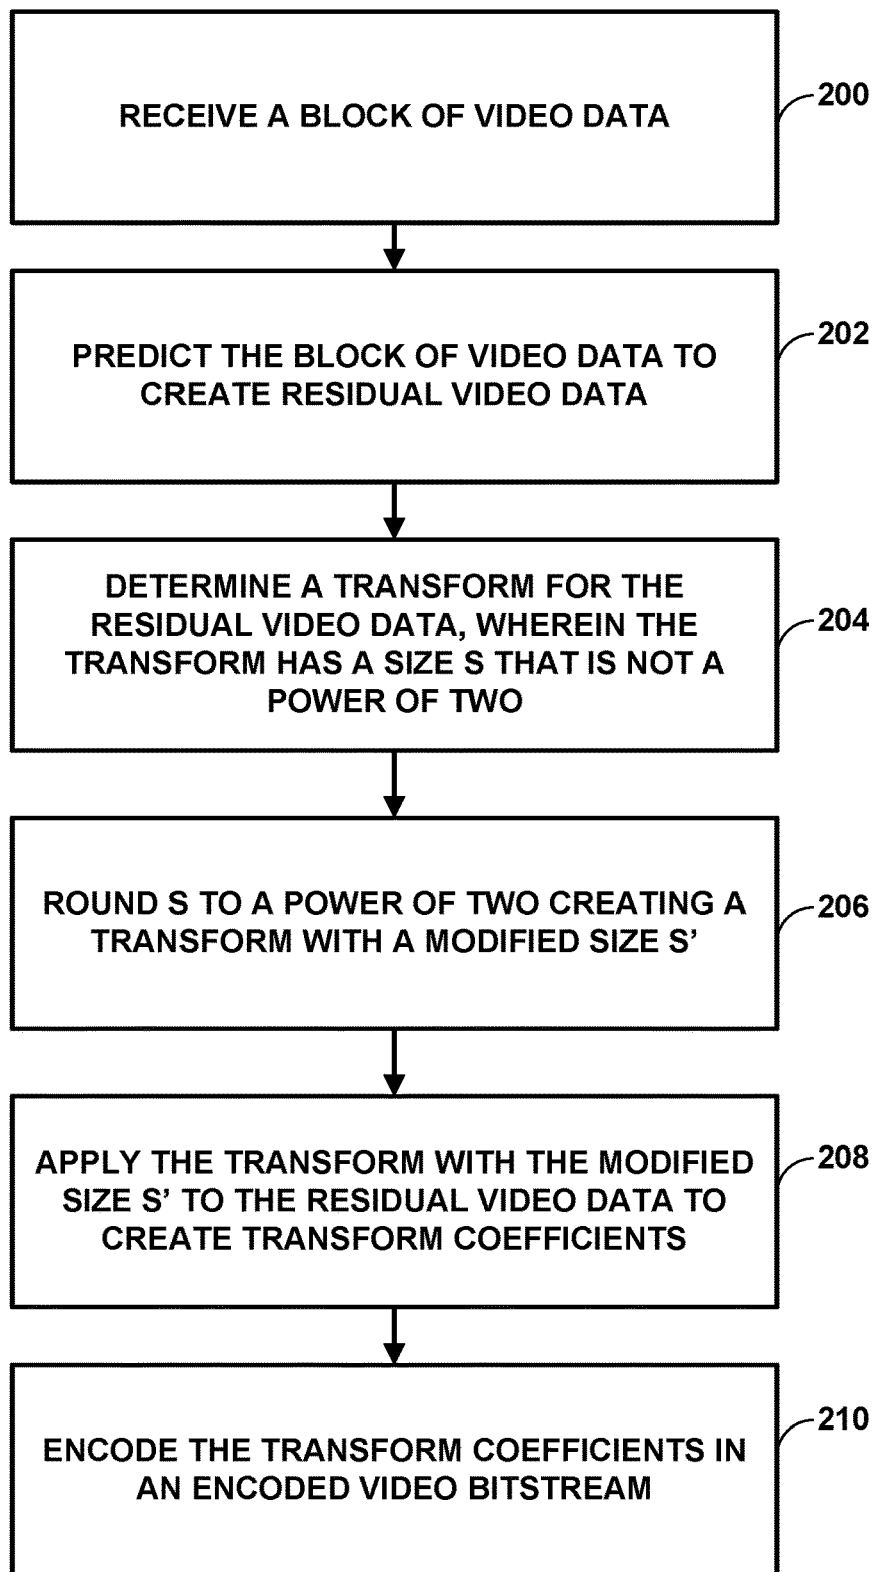 RECEIVE A BLOCK OF VIDEO DATA
200
PREDICT THE BLOCK OF VIDEO DATA TO
CREATE RESIDUAL VIDEO DATA
202
DETERMINE A TRANSFORM FOR THE
RESIDUAL VIDEO DATA, WHEREIN THE
TRANSFORM HAS A SIZE S THAT IS NOT A
POWER OF TWO
204
ROUND S TO A POWER OF TWO CREATING A
TRANSFORM WITH A MODIFIED SIZE S’
206
APPLY THE TRANSFORM WITH THE MODIFIED
SIZE S’ TO THE RESIDUAL VIDEO DATA TO
CREATE TRANSFORM COEFFICIENTS
208
ENCODE THE TRANSFORM COEFFICIENTS IN
AN ENCODED VIDEO BITSTREAM
210